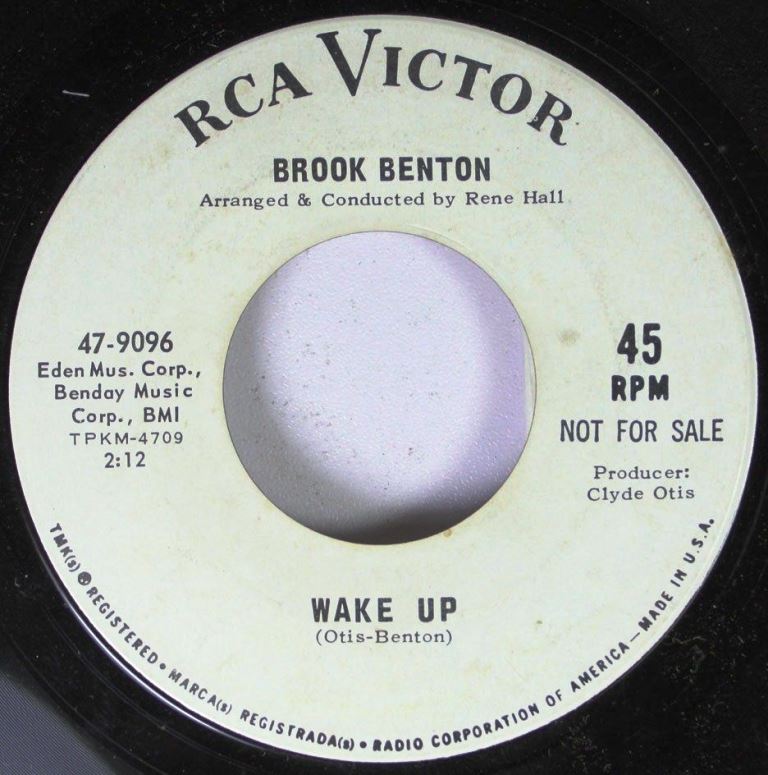 RCA VICTOR
BROOK BENTON
Arranged & Conducted by Rene Hall
47-9096
Eden Mus. Corp.,
Benday Music
Corp., BMI
TPKM-4709
2:12
45
RPM
NOT FOR SALE
Producer:
Clyde Otis
WAKE UP
(Otis-Benton)
TMK(s) ® REGISTERED • MARCA(s) REGISTRADA(s) • RADIO CORPORATION OF AMERICA — MADE IN U.S.A.